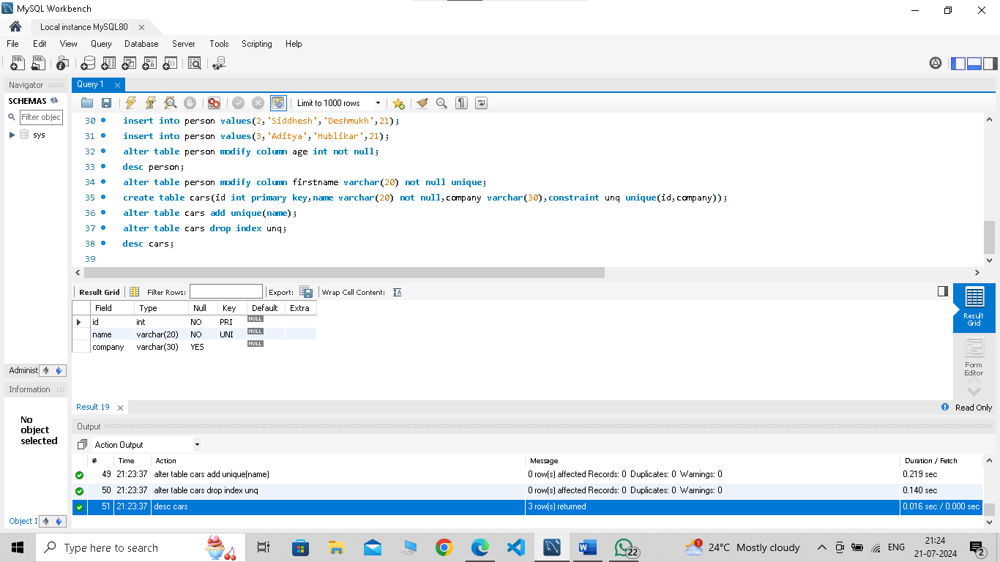 MySQL Workbench
Local instance MySQL80
File Edit View Query Database Server Tools Scripting Help
Navigator
SCHEMAS
Filter objec
sys
Administ
Information
No
object
selected
Object I
Query 1
Limit to 1000 rows
30 insert into person values(2,'Siddhesh','Deshmukh',21);
31 insert into person values(3,'Aditya','Hublikar',21);
32 alter table person modify column age int not null;
33 desc person;
34 alter table person modify column firstname varchar(20) not null unique;
35 create table cars(id int primary key,name varchar(20) not null,company varchar(30),constraint unq unique(id,company));
36 alter table cars add unique(name);
37 alter table cars drop index unq;
38 desc cars;
39
Result Grid Filter Rows: Export: Wrap Cell Content:
Field Type Null Key Default Extra
id int NO PRI NULL
name varchar(20) NO UNI NULL
company varchar(30) YES NULL
Result
Grid
Form
Editor
Result 19
Read Only
Output
Action Output
# Time Action Message Duration / Fetch
49 21:23:37 alter table cars add unique(name) 0 row(s) affected Records: 0 Duplicates: 0 Warnings: 0 0.219 sec
50 21:23:37 alter table cars drop index unq 0 row(s) affected Records: 0 Duplicates: 0 Warnings: 0 0.140 sec
51 21:23:37 desc cars 3 row(s) returned 0.016 sec / 0.000 sec
Type here to search
22
1
24°C Mostly cloudy
ENG
21:24
21-07-2024
2